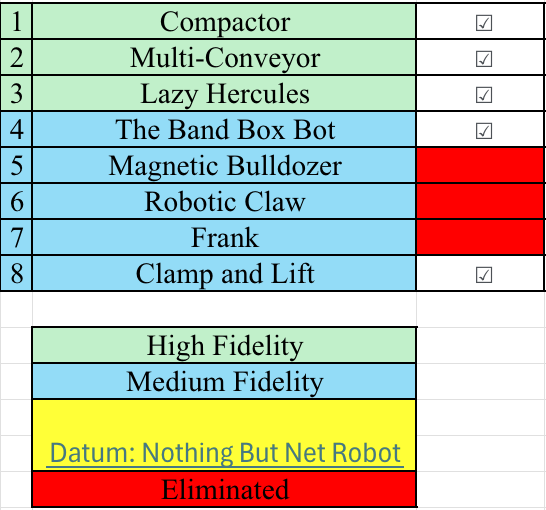 1 Compactor ☑
2 Multi-Conveyor ☑
3 Lazy Hercules ☑
4 The Band Box Bot ☑
5 Magnetic Bulldozer
6 Robotic Claw
7 Frank
8 Clamp and Lift ☑
High Fidelity
Medium Fidelity
Datum: Nothing But Net Robot
Eliminated